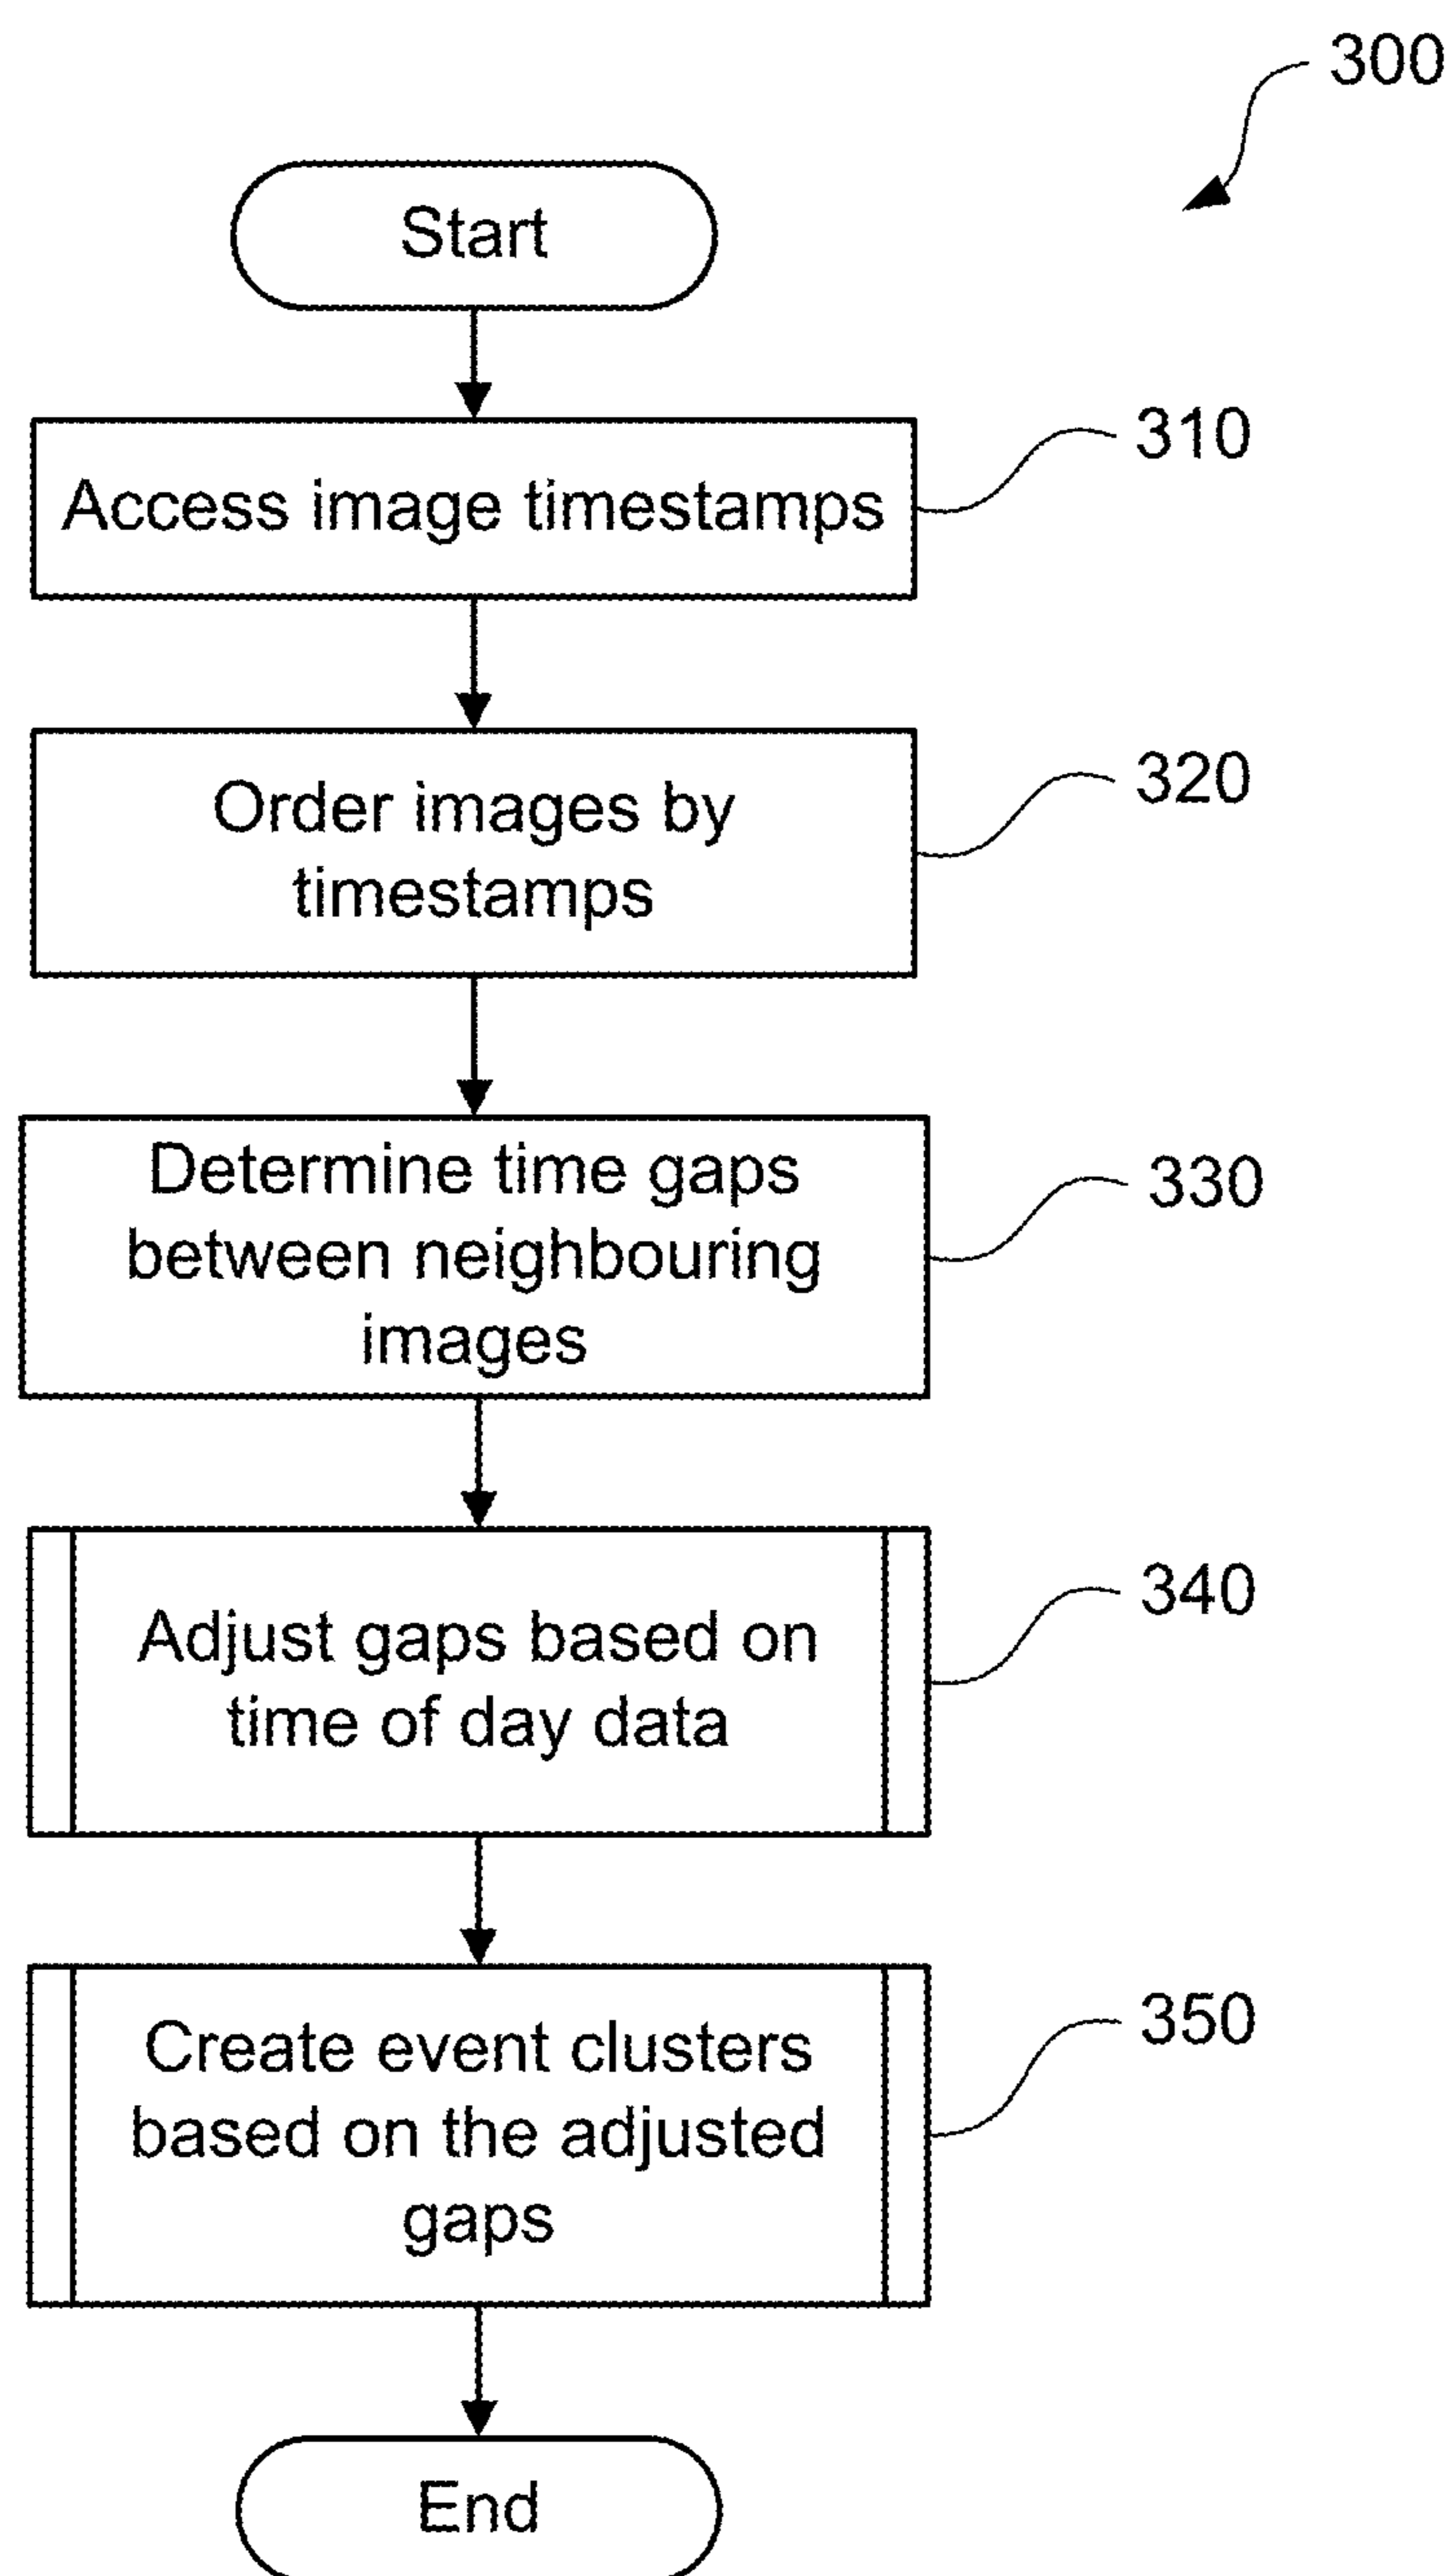 300
Start
Access image timestamps
310
Order images by
timestamps
320
Determine time gaps
between neighbouring
images
330
Adjust gaps based on
time of day data
340
Create event clusters
based on the adjusted
gaps
350
End